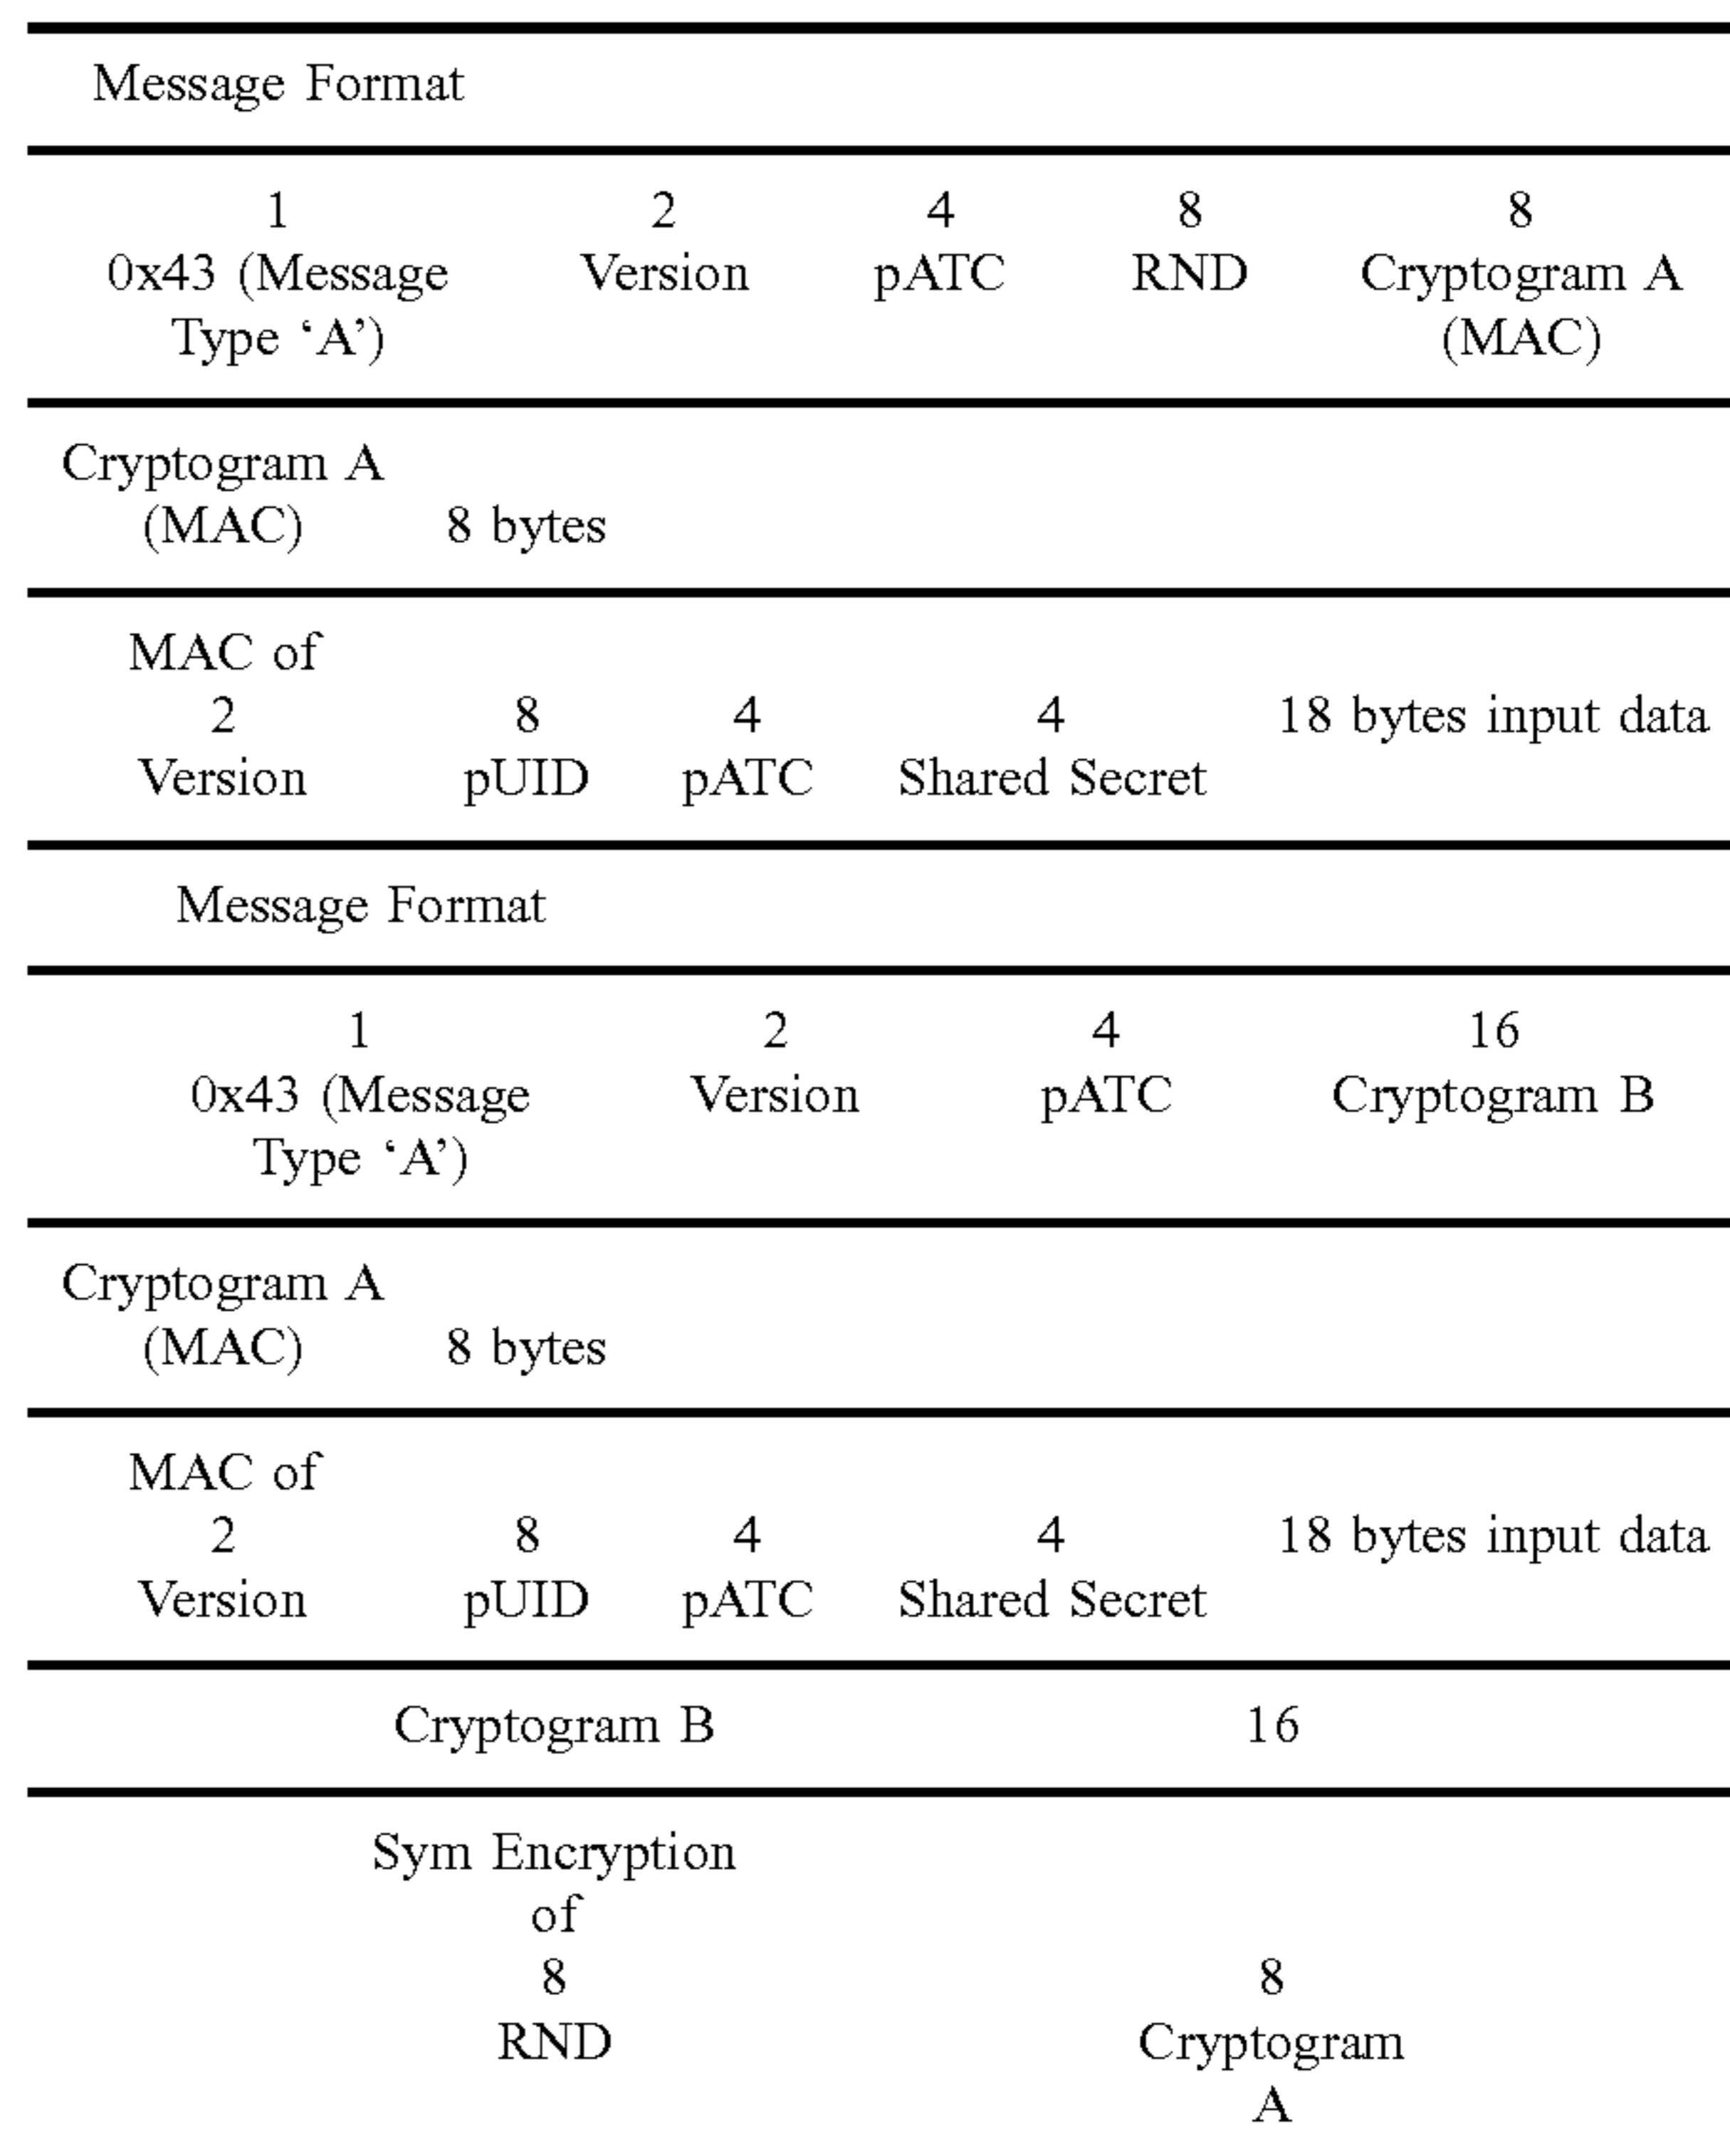 Message Format
1 2 4 8 8
0x43 (Message Version pATC RND Cryptogram A
Type ‘A’) (MAC)
Cryptogram A
(MAC) 8 bytes
MAC of
2 8 4 4 18 bytes input data
Version pUID pATC Shared Secret
Message Format
1 2 4 16
0x43 (Message Version pATC Cryptogram B
Type ‘A’)
Cryptogram A
(MAC) 8 bytes
MAC of
2 8 4 4 18 bytes input data
Version pUID pATC Shared Secret
Cryptogram B 16
Sym Encryption
of
8 8
RND Cryptogram
A